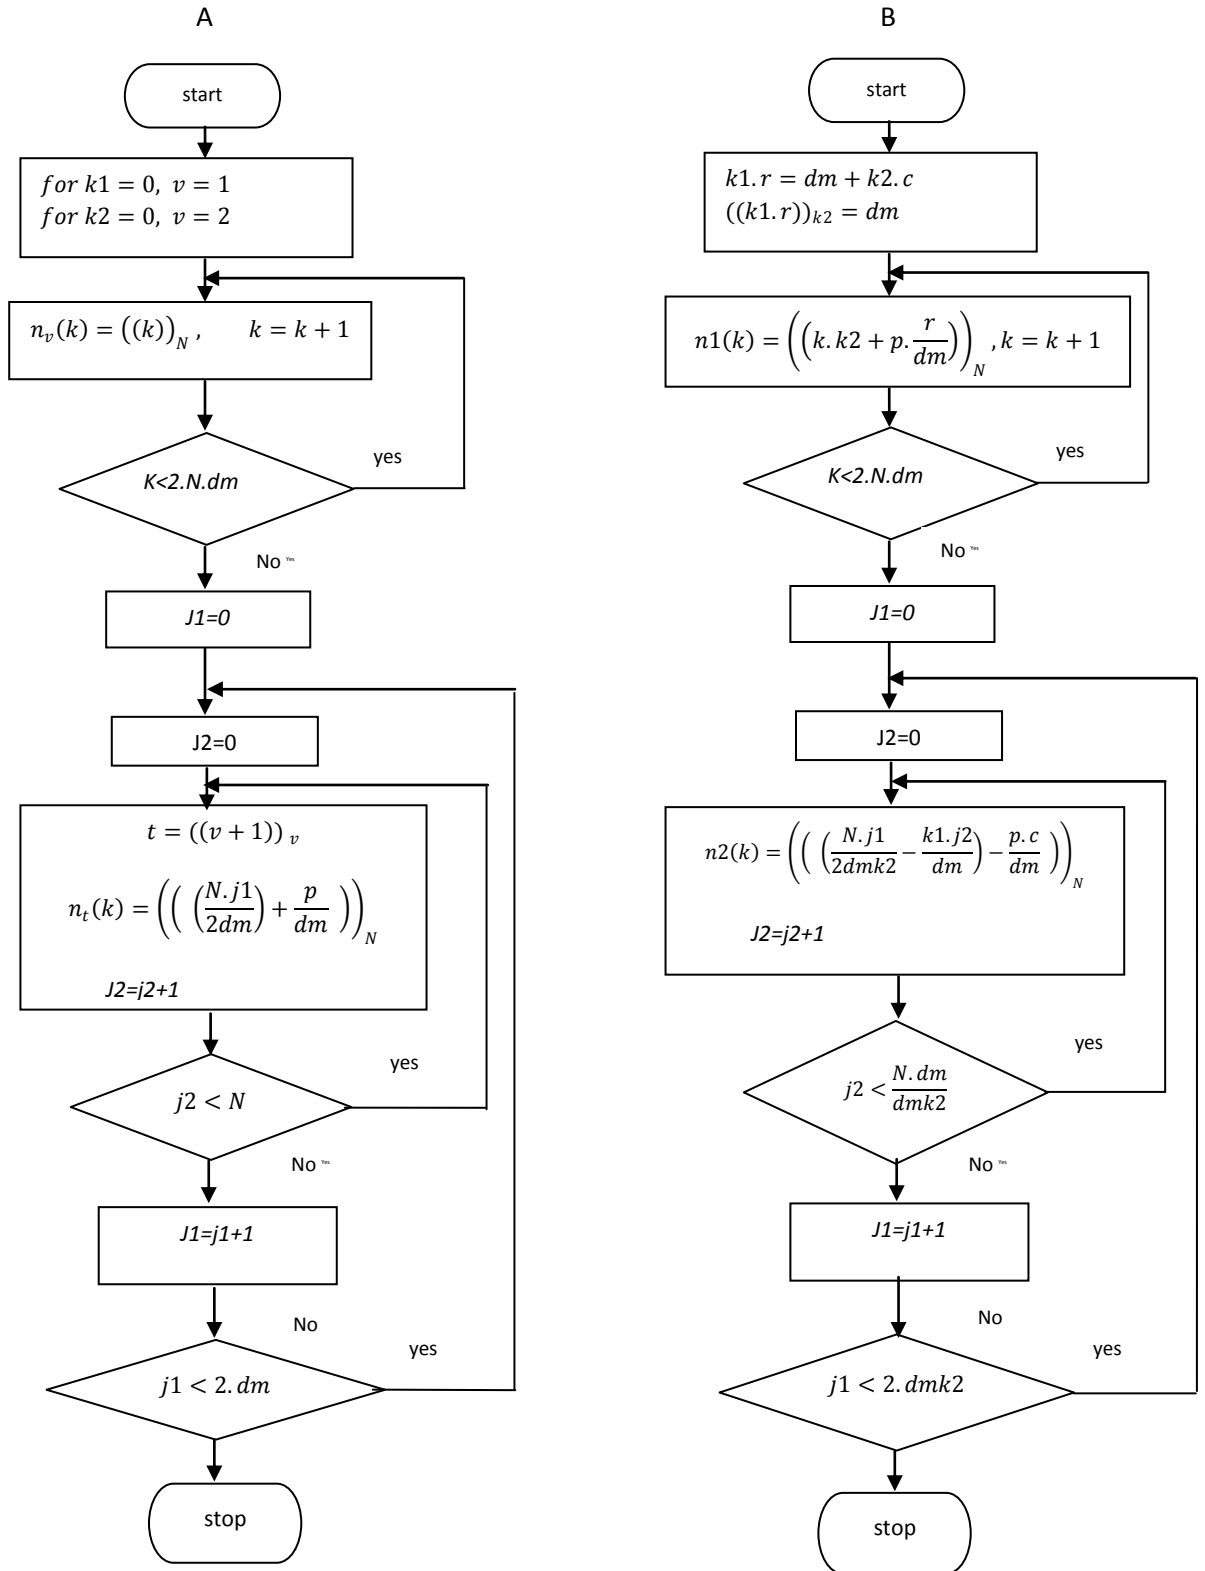 A
start
for k1 = 0, v = 1
for k2 = 0, v = 2
n_v(k) = ((k))_N , k = k + 1
K<2.N.dm
yes
No Yes
J1=0
J2=0
t = ((v + 1))_v
n_t(k) = (( (N.j1/2dm) + p/dm ))_N
J2=j2+1
j2 < N
yes
No Yes
J1=j1+1
No
j1 < 2.dm
yes
stop
B
start
k1.r = dm + k2.c
((k1.r))_k2 = dm
n1(k) = ((k.k2 + p.r/dm))_N , k = k + 1
K<2.N.dm
yes
No Yes
J1=0
J2=0
n2(k) = (( (N.j1/2dmk2 − k1.j2/dm) − p.c/dm ))_N
J2=j2+1
j2 < N.dm/dmk2
yes
No Yes
J1=j1+1
No
j1 < 2.dmk2
yes
stop